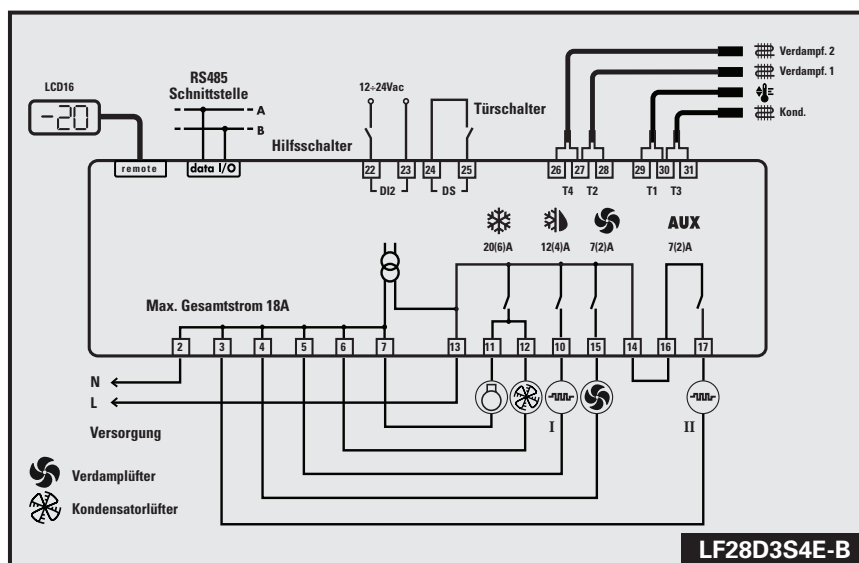 LCD16
-20
RS485
Schnittstelle
A
B
Hilfsschalter
12÷24Vac
Türschalter
Verdampf. 2
Verdampf. 1
Kond.
remote
data I/O
22 23 24 25
DI2 DS
26 27 28 29 30 31
T4 T2 T1 T3
AUX
20(6)A 12(4)A 7(2)A 7(2)A
Max. Gesamtstrom 18A
2 3 4 5 6 7 13 11 12 10 15 14 16 17
N
L
I II
Versorgung
Verdamplüfter
Kondensatorlüfter
LF28D3S4E-B